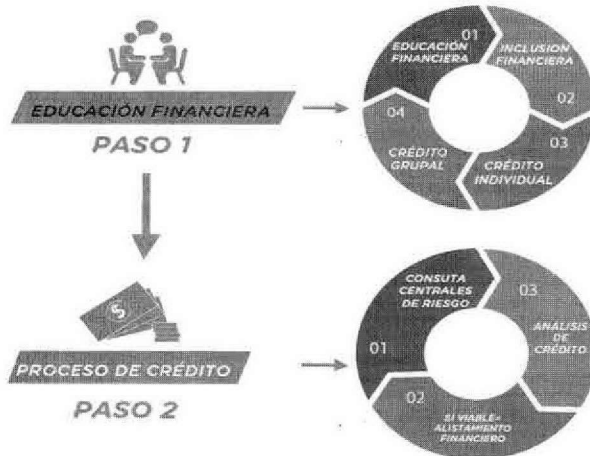 EDUCACIÓN FINANCIERA
PASO 1
01
EDUCACIÓN
FINANCIERA
INCLUSION
FINANCIERA
02
03
CRÉDITO
INDIVIDUAL
04
CRÉDITO
GRUPAL
$
PROCESO DE CRÉDITO
PASO 2
CONSUTA
CENTRALES
DE RIESGO
01
02
SI VIABLE=
ALISTAMIENTO
FINANCIERO
03
ANÁLISIS
DE
CRÉDITO